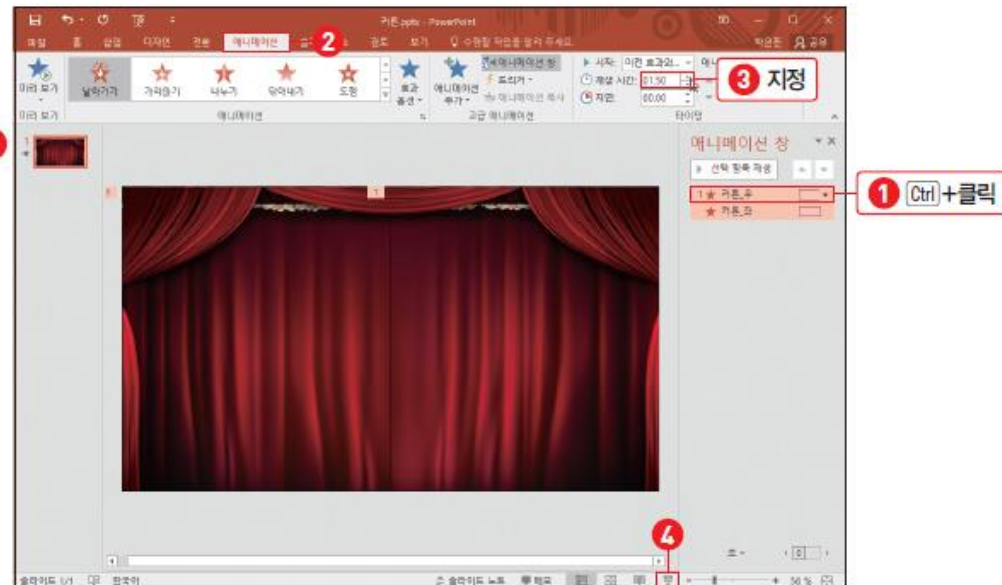 커튼.pptx - PowerPoint
파일 홈 삽입 디자인 전환 애니메이션 2 검토 보기 수행할 작업을 알려 주세요. 공유
미리 보기 날아가기 가져오기 나누기 닦아내기 도형 효과 옵션 애니메이션 추가 애니메이션 창 트리거 애니메이션 복사
시작: 이전 효과와...
재생 시간: 01.50
지연: 00.00
3 지정
미리 보기 애니메이션 고급 애니메이션 타이밍
1
1
애니메이션 창
선택 항목 재생
1 커튼_우
커튼_좌
1 Ctrl+클릭
4
초
0
슬라이드 1/1 한국어 슬라이드 노트 메모 56 %